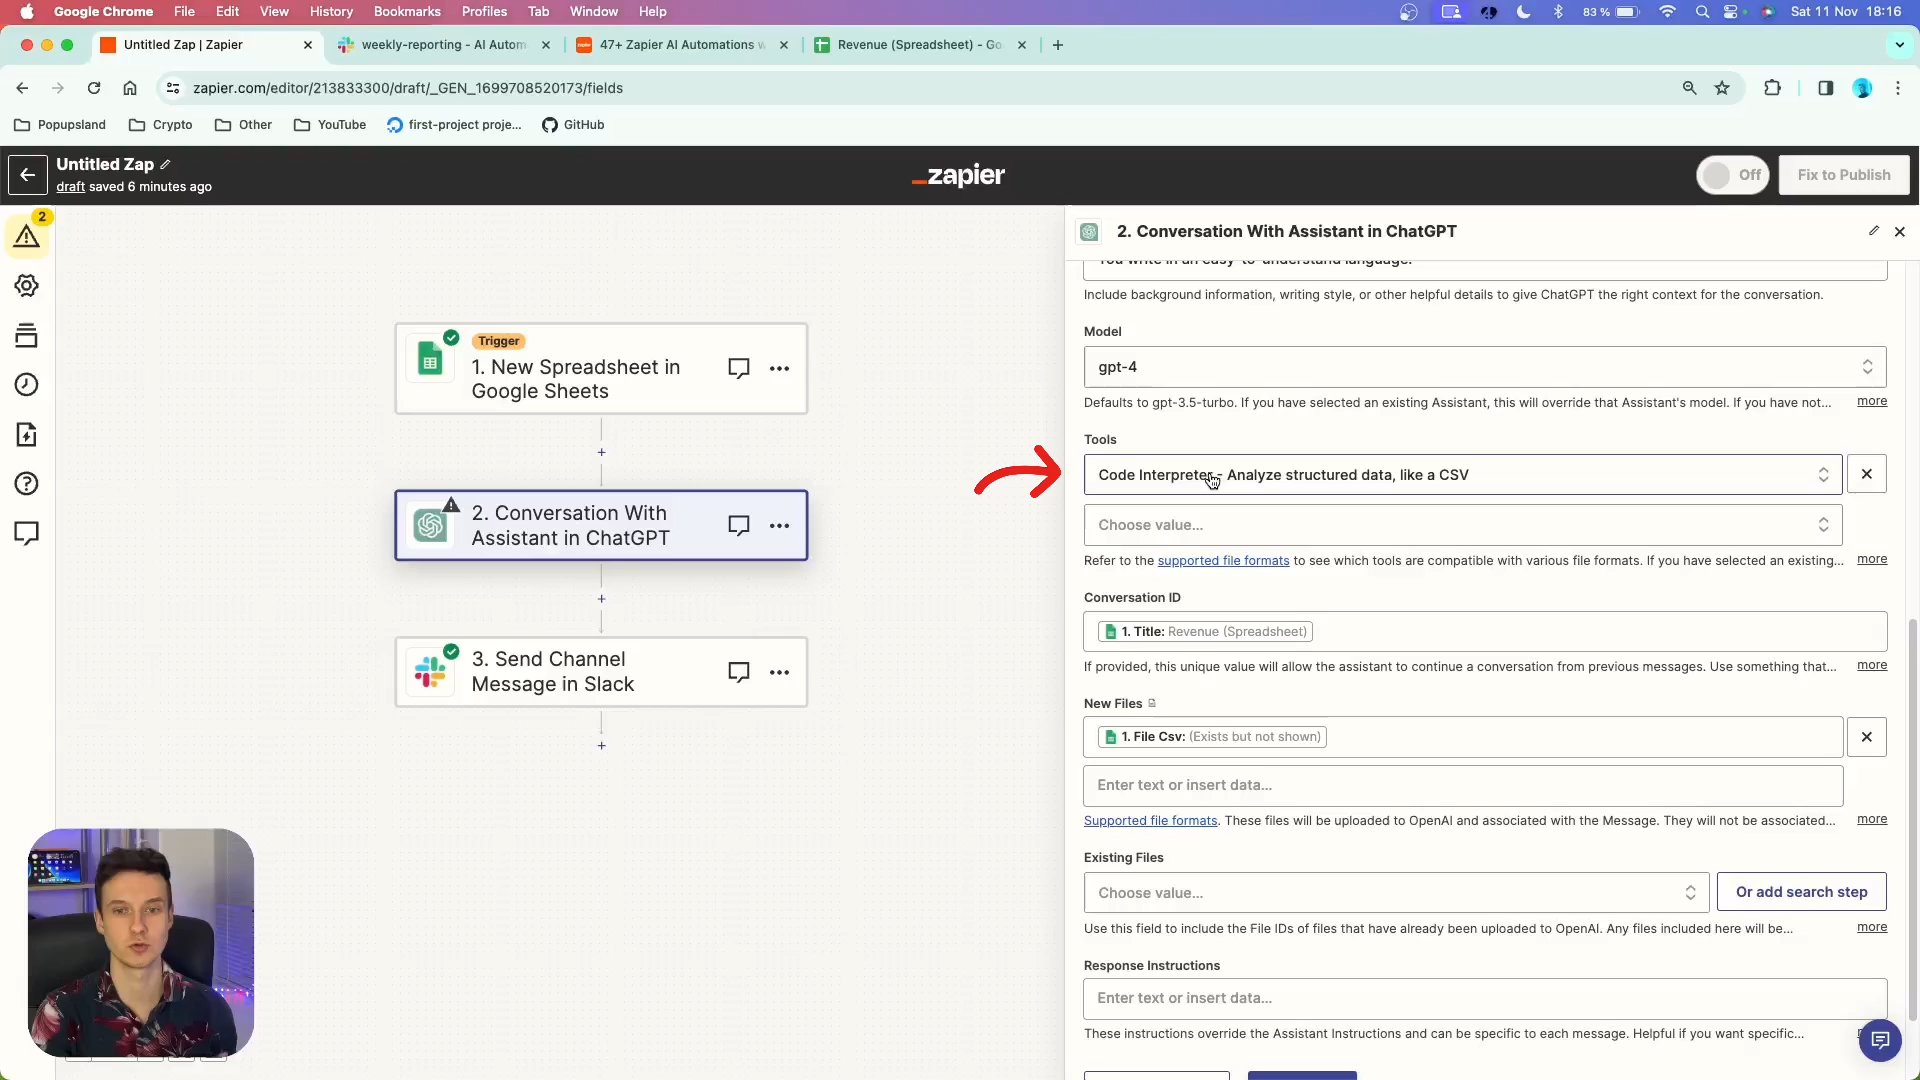 Google Chrome File Edit View History Bookmarks Profiles Tab Window Help 83 % Sat 11 Nov 18:16
Untitled Zap | Zapier weekly-reporting - AI Autom 47+ Zapier AI Automations w Revenue (Spreadsheet) - Go
zapier.com/editor/213833300/draft/_GEN_1699708520173/fields
Popupsland Crypto Other YouTube first-project proje... GitHub
Untitled Zap
draft saved 6 minutes ago
_zapier
Off
Fix to Publish
2
Trigger
1. New Spreadsheet in
Google Sheets
2. Conversation With
Assistant in ChatGPT
3. Send Channel
Message in Slack
2. Conversation With Assistant in ChatGPT
You write in an easy-to-understand language.
Include background information, writing style, or other helpful details to give ChatGPT the right context for the conversation.
Model
gpt-4
Defaults to gpt-3.5-turbo. If you have selected an existing Assistant, this will override that Assistant's model. If you have not... more
Tools
Code Interpreter - Analyze structured data, like a CSV
Choose value...
Refer to the supported file formats to see which tools are compatible with various file formats. If you have selected an existing... more
Conversation ID
1. Title: Revenue (Spreadsheet)
If provided, this unique value will allow the assistant to continue a conversation from previous messages. Use something that... more
New Files
1. File Csv: (Exists but not shown)
Enter text or insert data...
Supported file formats. These files will be uploaded to OpenAI and associated with the Message. They will not be associated... more
Existing Files
Choose value...
Or add search step
Use this field to include the File IDs of files that have already been uploaded to OpenAI. Any files included here will be... more
Response Instructions
Enter text or insert data...
These instructions override the Assistant Instructions and can be specific to each message. Helpful if you want specific...